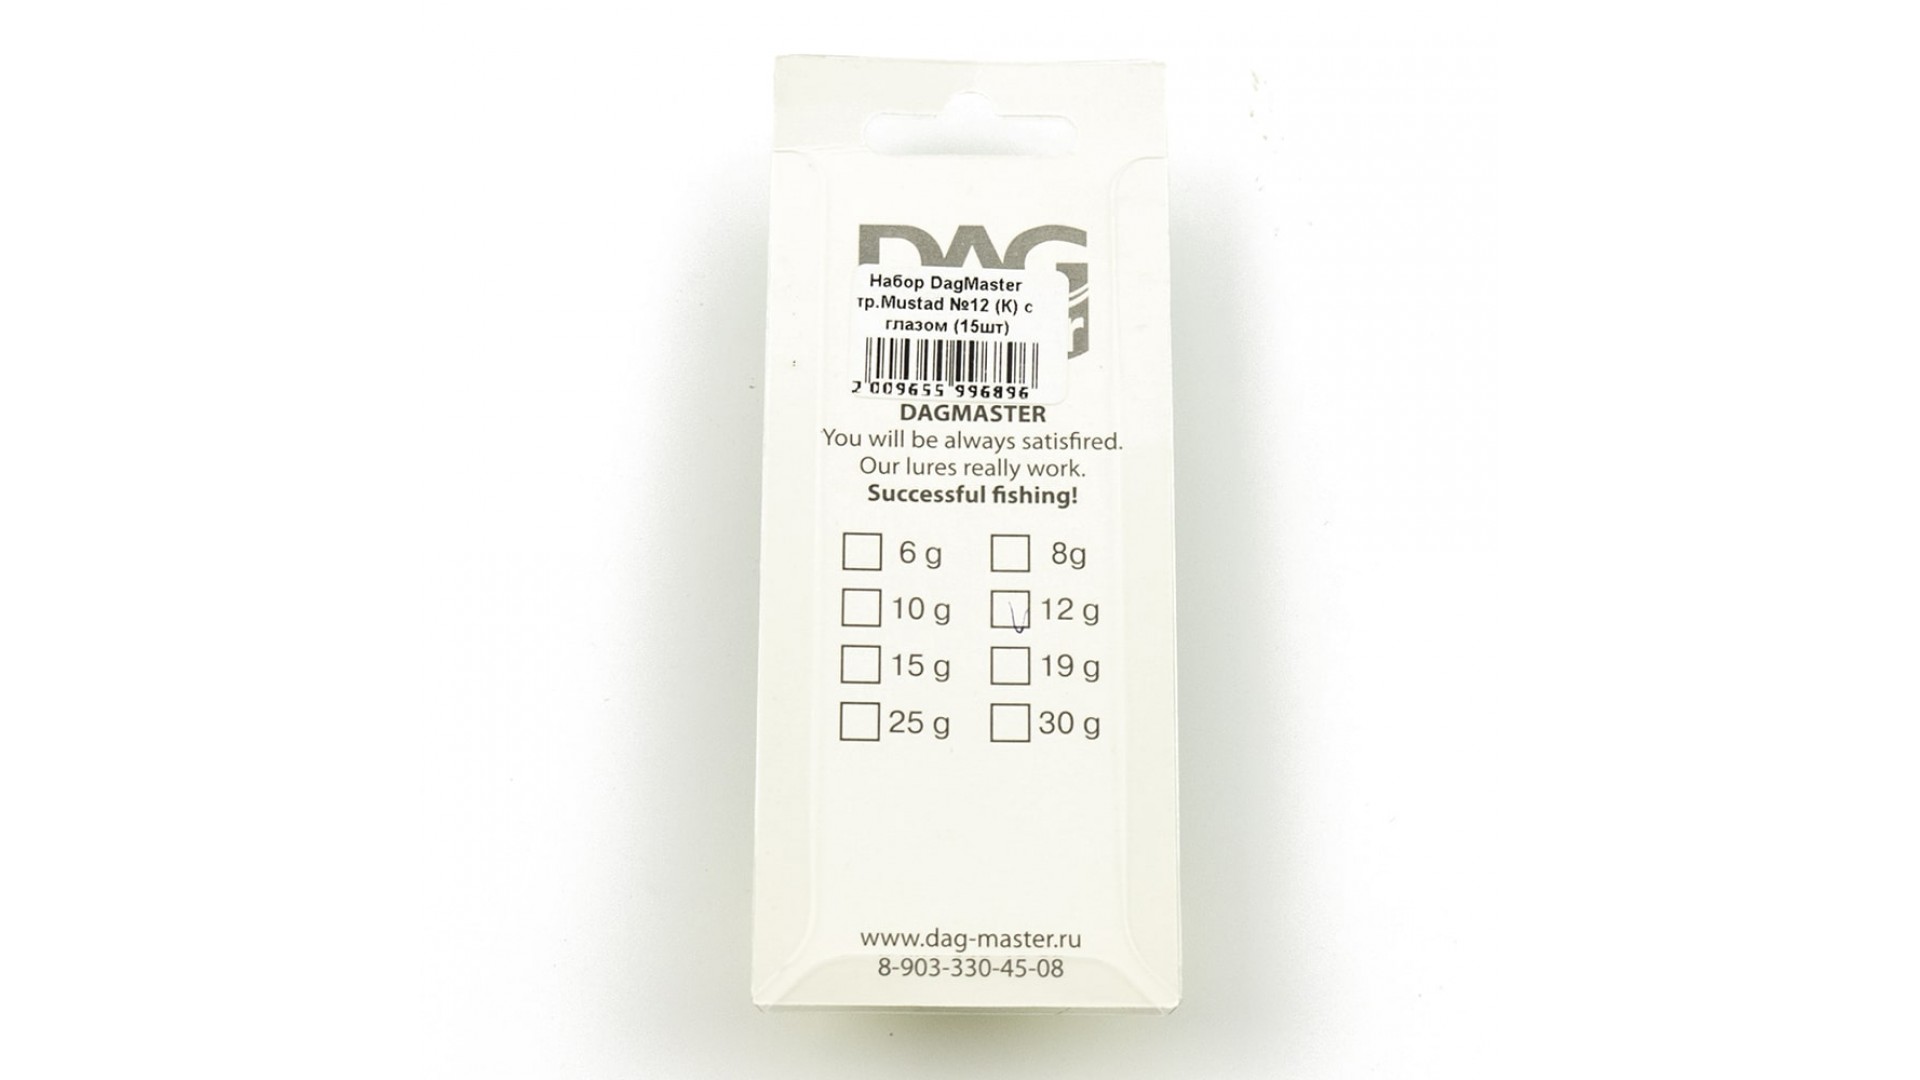 DAG
Набор DagMaster
тр.Mustad №12 (К) с
глазом (15шт)
2 009655 996896
DAGMASTER
You will be always satisfired.
Our lures really work.
Successful fishing!
6 g 8g
10 g 12 g
15 g 19 g
25 g 30 g
www.dag-master.ru
8-903-330-45-08